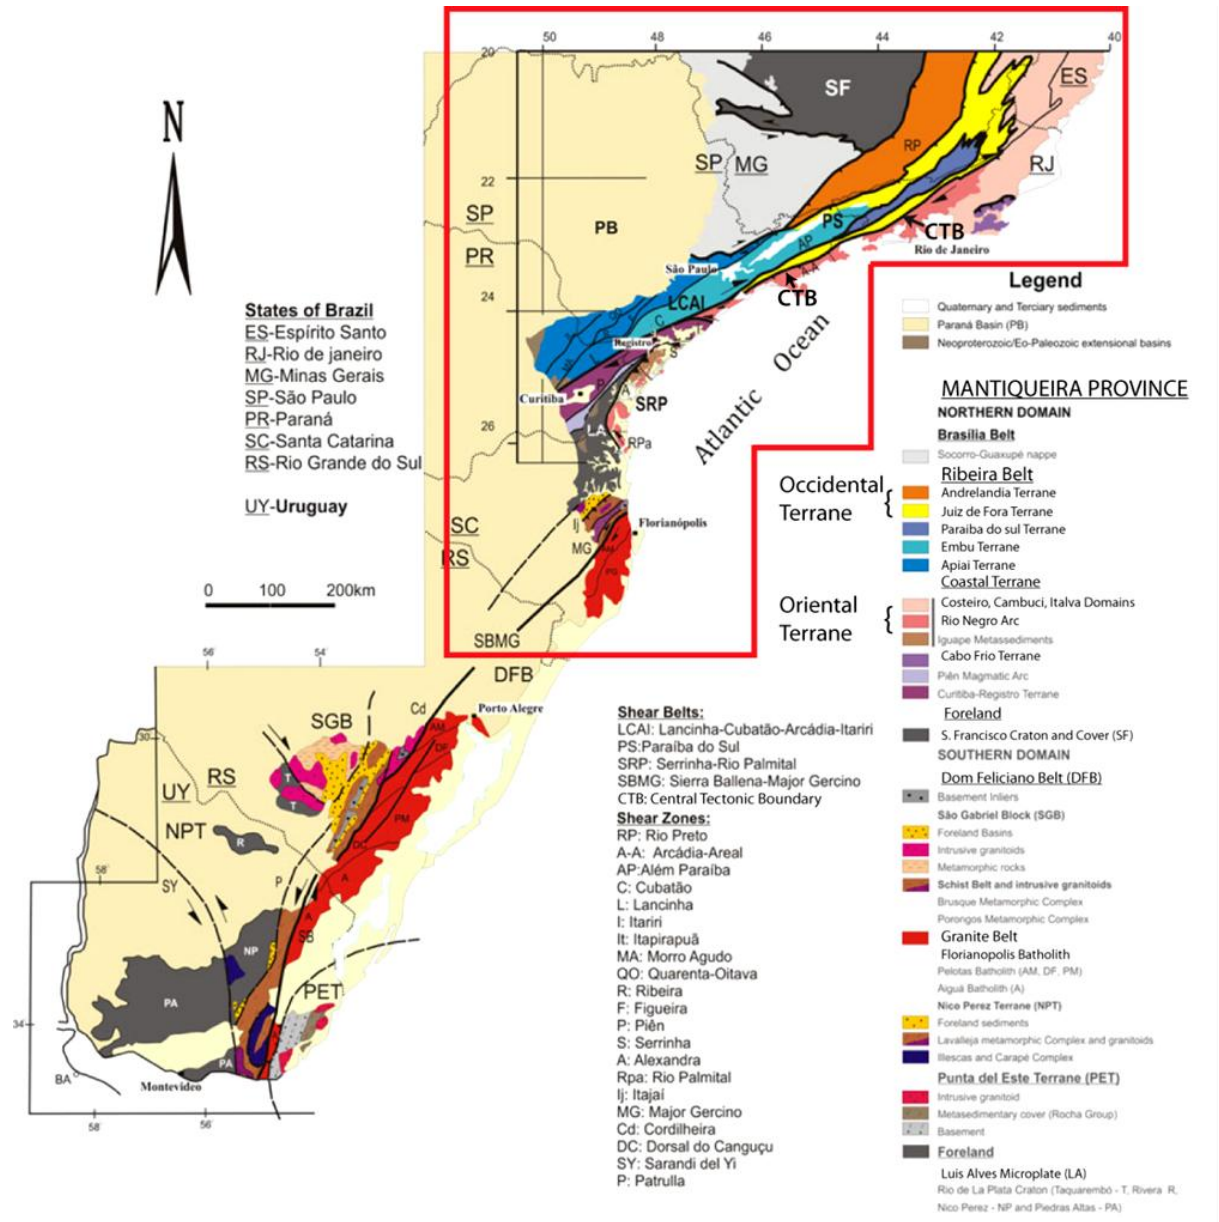 50 48 46 44 42 40
20
SF
ES
N
RP
SP MG
RJ
22
SP
PB
PS
CTB
PR
AP
Rio de Janeiro
São Paulo
A A
Legend
24
LCAI
CTB
Quaternary and Terciary sediments
States of Brazil
C
Paraná Basin (PB)
ES-Espírito Santo
Registro
Neoproterozoic/Eo-Paleozoic extensional basins
RJ-Rio de janeiro
S
Atlantic Ocean
MG-Minas Gerais
MANTIQUEIRA PROVINCE
SP-São Paulo
Curitiba
P
A
SRP
NORTHERN DOMAIN
PR-Paraná
26
LA
Brasília Belt
SC-Santa Catarina
RPa
Socorro-Guaxupé nappe
RS-Rio Grande do Sul
Ribeira Belt
Occidental Terrane {
Andrelandia Terrane
UY-Uruguay
Juiz de Fora Terrane
SC
Ij
Florianópolis
Paraiba do sul Terrane
MG
AM
Embu Terrane
RS
PG
Apiai Terrane
0 100 200km
Coastal Terrane
Oriental Terrane {
Costeiro, Cambuci, Italva Domains
Rio Negro Arc
SBMG
Iguape Metassediments
56 54
DFB
Cabo Frio Terrane
Piên Magmatic Arc
Curitiba-Registro Terrane
Cd
Porto Alegre
SGB
Foreland
AM
S. Francisco Craton and Cover (SF)
30
DF
SOUTHERN DOMAIN
T
RS
Dom Feliciano Belt (DFB)
UY
T
Basement Inliers
NPT
PM
São Gabriel Block (SGB)
R
DC
Foreland Basins
58
Intrusive granitoids
SY
P
A
Metamorphic rocks
Schist Belt and intrusive granitoids
A
Brusque Metamorphic Complex
SB
Porongos Metamorphic Complex
NP
S
Granite Belt
Florianopolis Batholith
PET
Pelotas Batholith (AM, DF, PM)
PA
Aiguá Batholith (A)
34
Nico Perez Terrane (NPT)
Foreland sediments
PA
Lavalleja metamorphic Complex and granitoids
BA
Montevideo
Illescas and Carapé Complex
58 56
Punta del Este Terrane (PET)
Intrusive granitoid
Metasedimentary cover (Rocha Group)
Basement
Foreland
Luis Alves Microplate (LA)
Rio de La Plata Craton (Taquarembó - T, Rivera R,
Nico Perez - NP and Piedras Altas - PA)
Shear Belts:
LCAI: Lancinha-Cubatão-Arcádia-Itariri
PS:Paraíba do Sul
SRP: Serrinha-Rio Palmital
SBMG: Sierra Ballena-Major Gercino
CTB: Central Tectonic Boundary
Shear Zones:
RP: Rio Preto
A-A: Arcádia-Areal
AP:Além Paraíba
C: Cubatão
L: Lancinha
I: Itariri
It: Itapirapuã
MA: Morro Agudo
QO: Quarenta-Oitava
R: Ribeira
F: Figueira
P: Piên
S: Serrinha
A: Alexandra
Rpa: Rio Palmital
Ij: Itajaí
MG: Major Gercino
Cd: Cordilheira
DC: Dorsal do Canguçu
SY: Sarandi del Yi
P: Patrulla